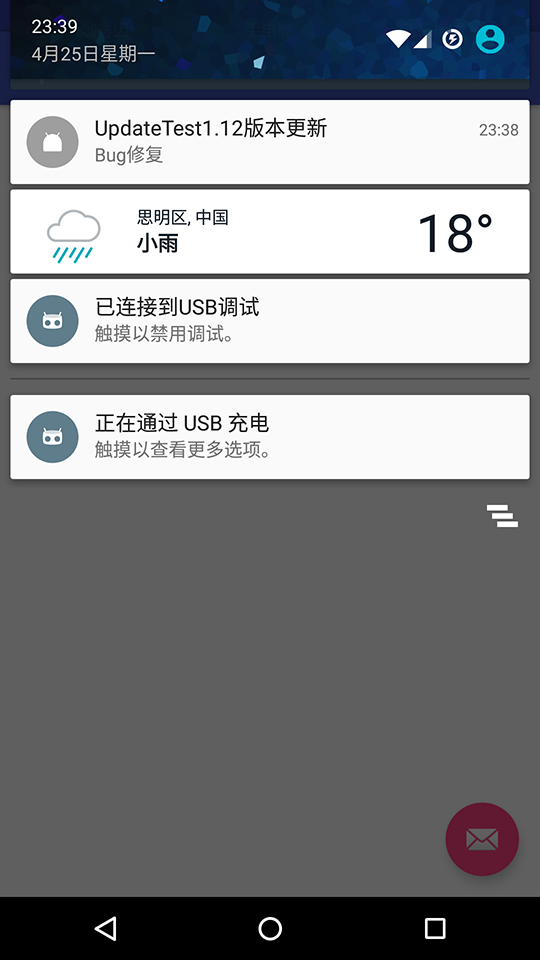 23:39
4月25日星期一
UpdateTest1.12版本更新
23:38
Bug修复
思明区, 中国
小雨
18°
已连接到USB调试
触摸以禁用调试。
正在通过 USB 充电
触摸以查看更多选项。